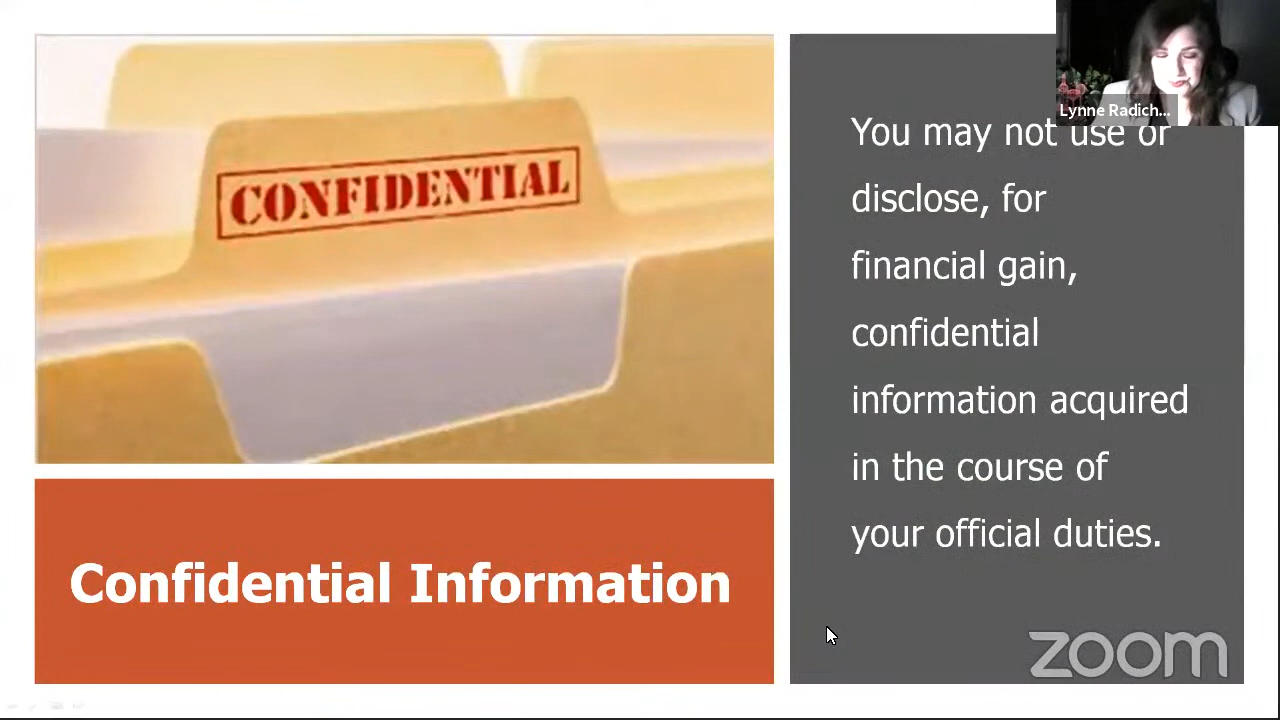 CONFIDENTIAL
Confidential Information
Lynne Radich...
You may not use or
disclose, for
financial gain,
confidential
information acquired
in the course of
your official duties.
zoom